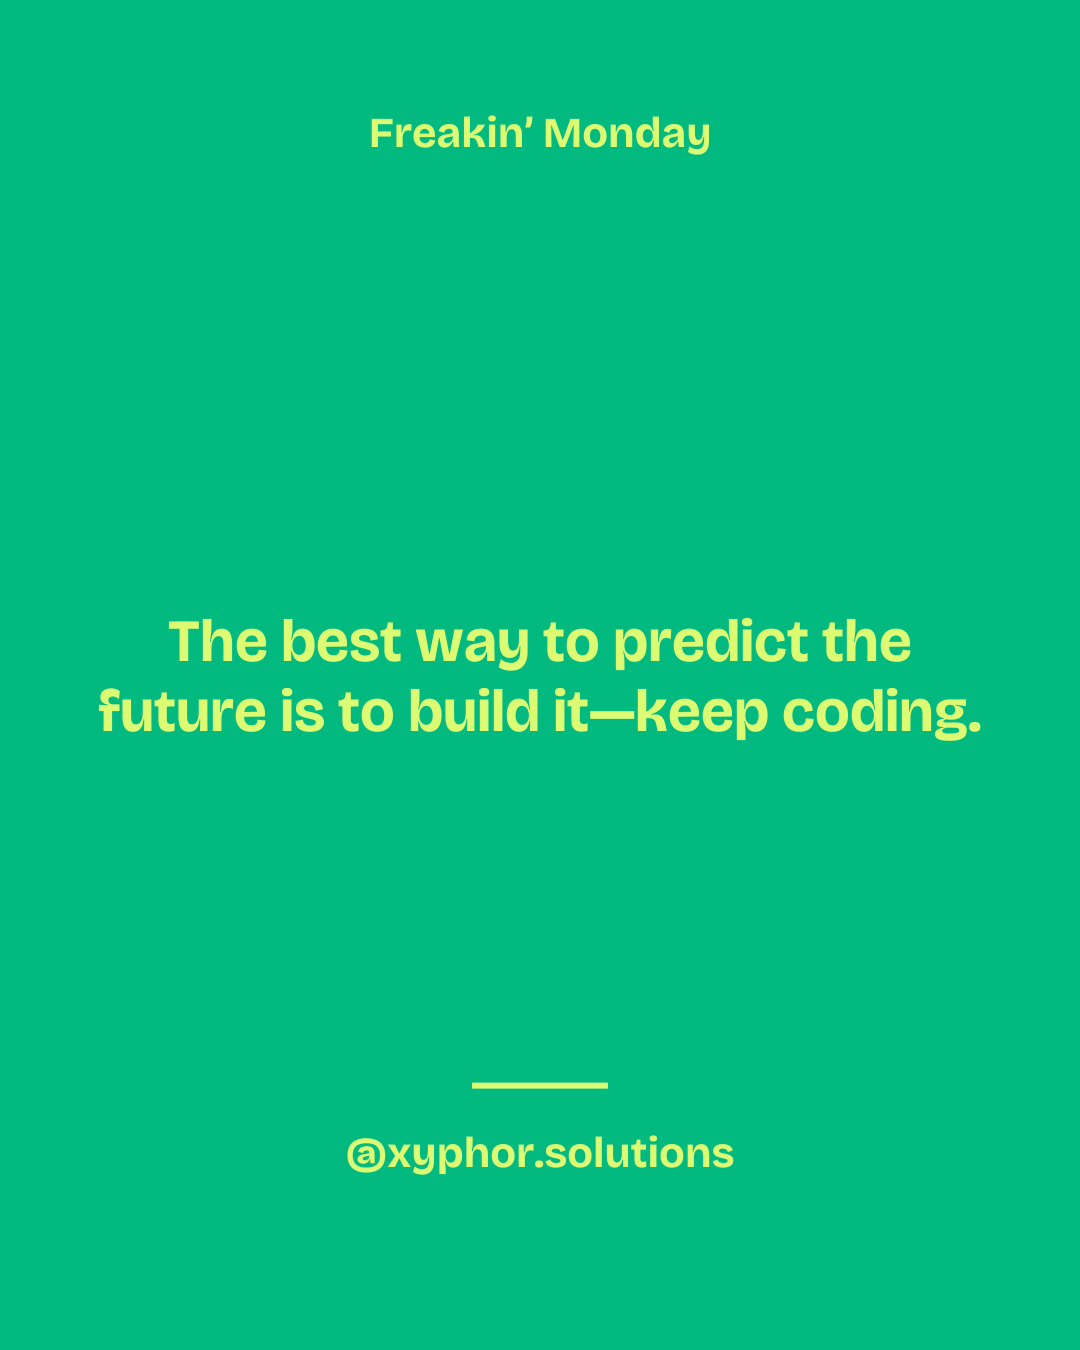 Freakin’ Monday
The best way to predict the
future is to build it—keep coding.
@xyphor.solutions